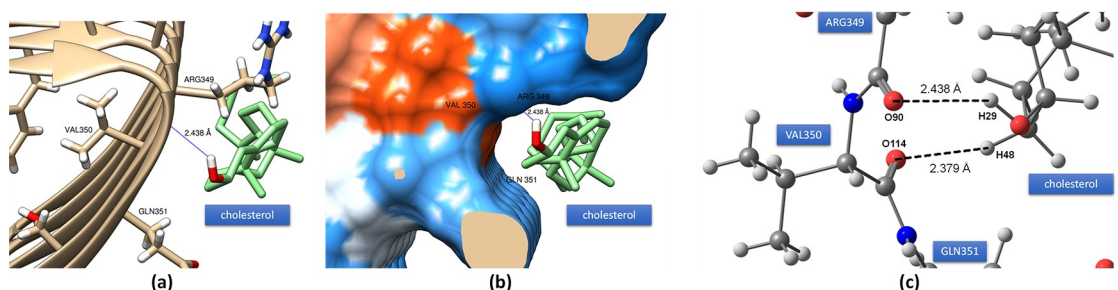 ARG349
2.438 Å
VAL350
GLN351
cholesterol
(a)
ARG 349
VAL 350
2.438 Å
GLN 351
cholesterol
(b)
ARG349
2.438 Å
O90
H29
VAL350
O114
H48
2.379 Å
cholesterol
GLN351
(c)